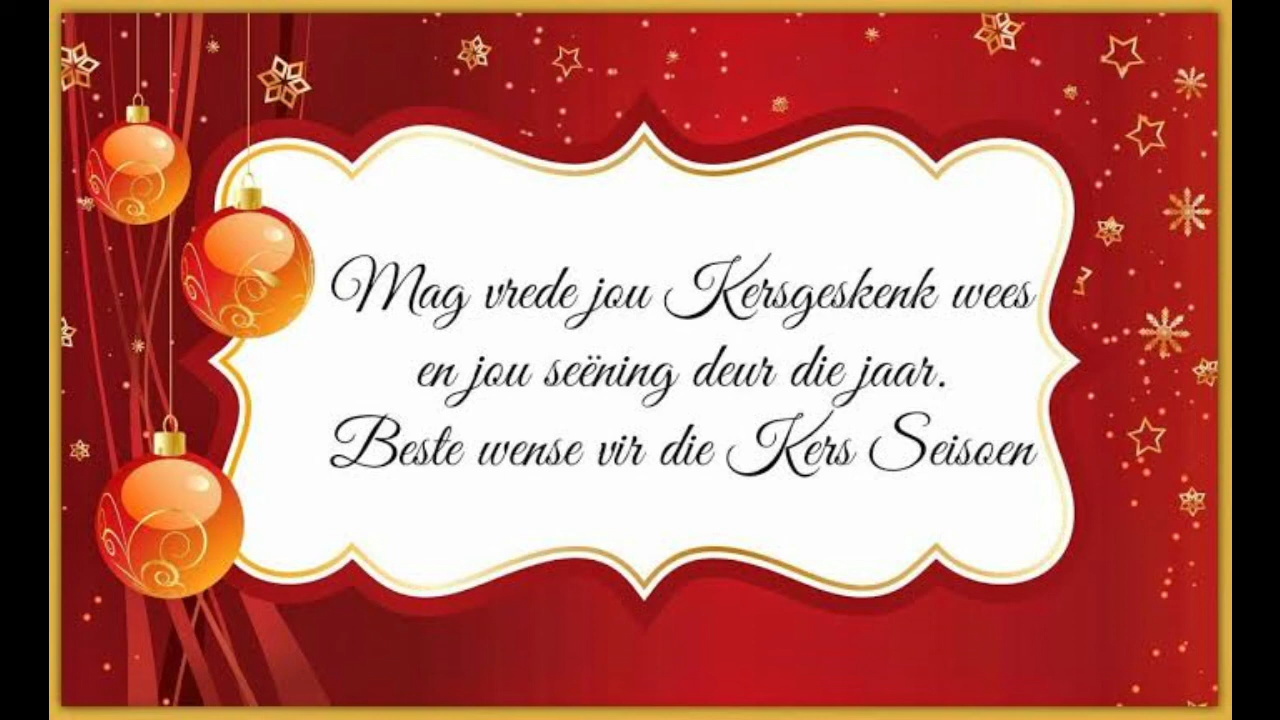 Mag vrede jou Kersgeskenk wees
en jou seëning deur die jaar.
Beste wense vir die Kers Seisoen